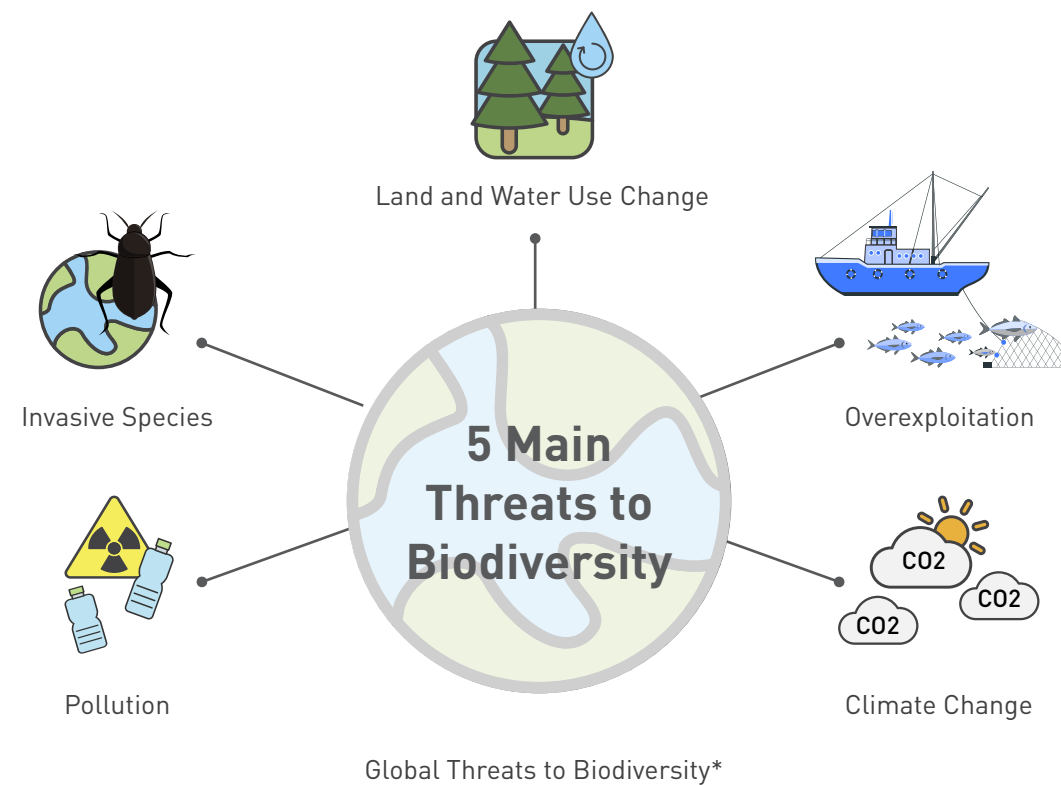 Land and Water Use Change
Invasive Species
Overexploitation
5 Main
Threats to
Biodiversity
CO2
CO2
CO2
Pollution
Climate Change
Global Threats to Biodiversity*